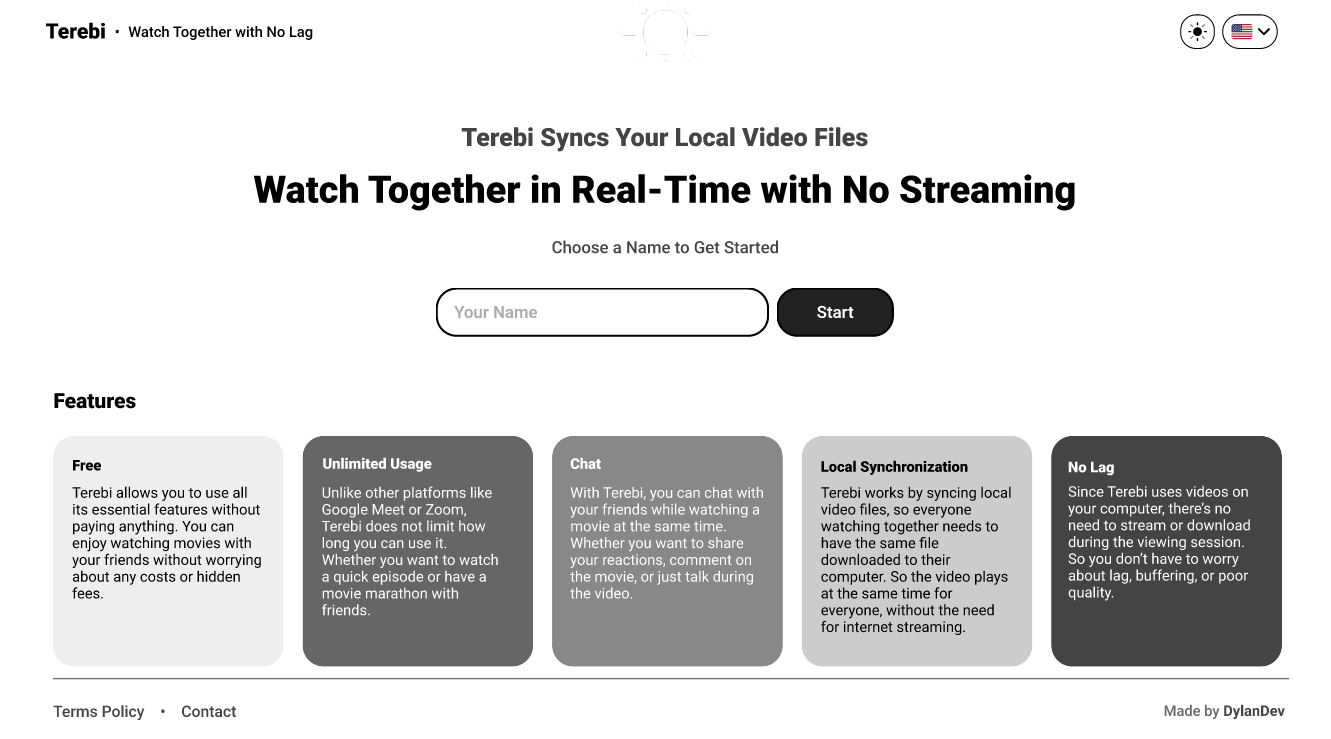 Terebi • Watch Together with No Lag
Terebi Syncs Your Local Video Files
Watch Together in Real-Time with No Streaming
Choose a Name to Get Started
Your Name
Start
Features
Free
Terebi allows you to use all
its essential features without
paying anything. You can
enjoy watching movies with
your friends without worrying
about any costs or hidden
fees.
Unlimited Usage
Unlike other platforms like
Google Meet or Zoom,
Terebi does not limit how
long you can use it.
Whether you want to watch
a quick episode or have a
movie marathon with
friends.
Chat
With Terebi, you can chat with
your friends while watching a
movie at the same time.
Whether you want to share
your reactions, comment on
the movie, or just talk during
the video.
Local Synchronization
Terebi works by syncing local
video files, so everyone
watching together needs to
have the same file
downloaded to their
computer. So the video plays
at the same time for
everyone, without the need
for internet streaming.
No Lag
Since Terebi uses videos on
your computer, there's no
need to stream or download
during the viewing session.
So you don't have to worry
about lag, buffering, or poor
quality.
Terms Policy • Contact
Made by DylanDev